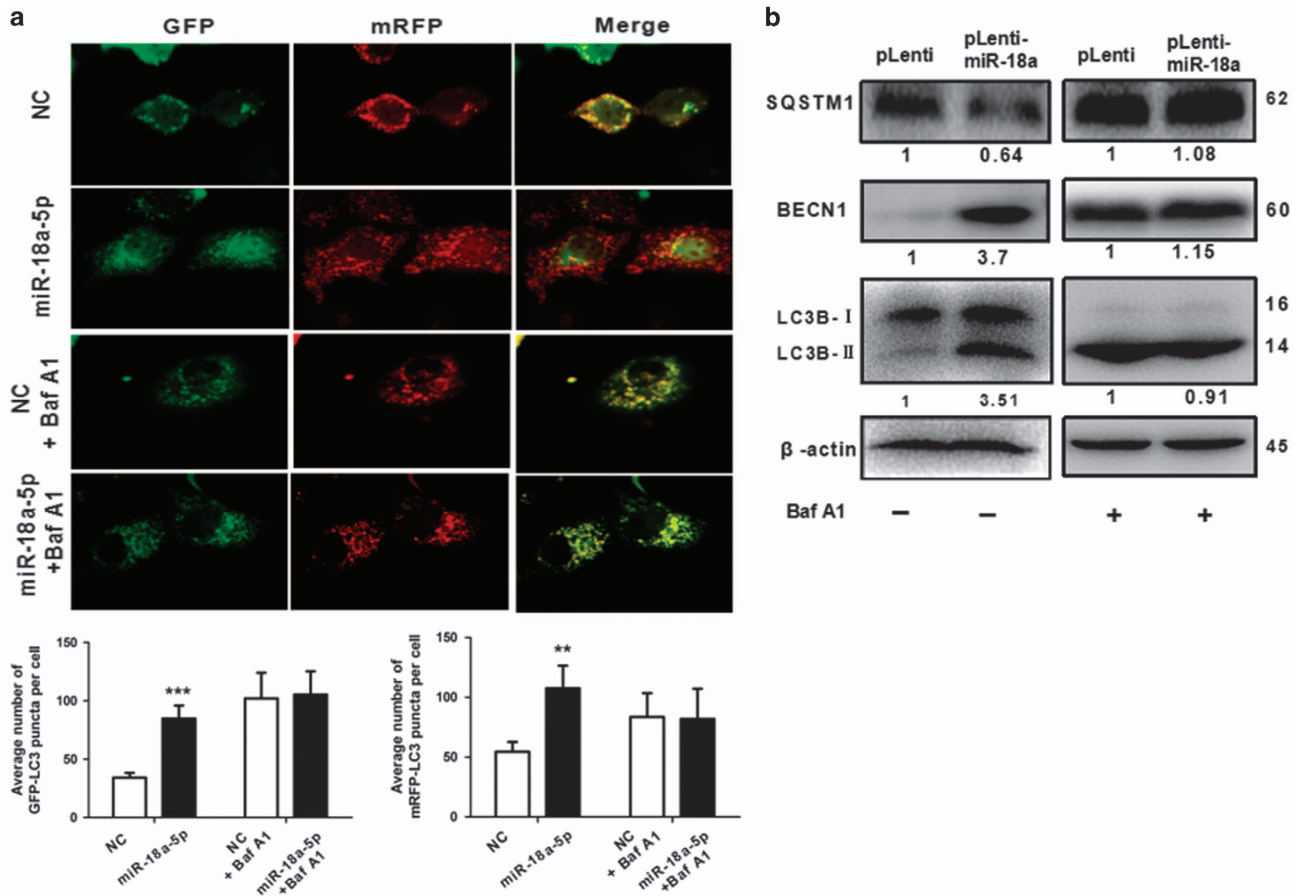 a
GFP mRFP Merge
NC
miR-18a-5p
NC
+ Baf A1
miR-18a-5p
+Baf A1
Average number of
GFP-LC3 puncta per cell
150
100
50
0
***
NC
miR-18a-5p
NC
+ Baf A1
miR-18a-5p
+Baf A1
Average number of
mRFP-LC3 puncta per cell
150
100
50
0
**
NC
miR-18a-5p
NC
+ Baf A1
miR-18a-5p
+Baf A1
b
pLenti pLenti-
miR-18a pLenti pLenti-
miR-18a
SQSTM1 62
1 0.64 1 1.08
BECN1 60
1 3.7 1 1.15
LC3B-Ⅰ 16
LC3B-Ⅱ 14
1 3.51 1 0.91
β-actin 45
Baf A1 − − + +